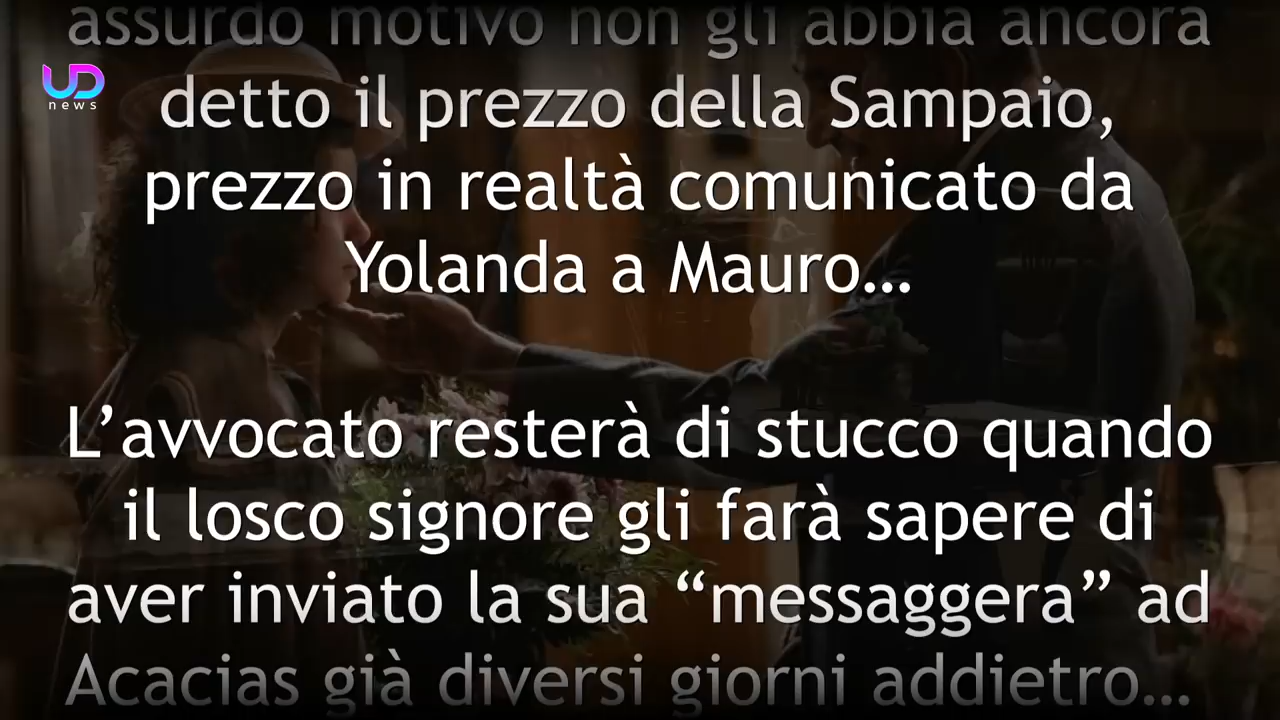 assurdo motivo non gli abbia ancora
UD
news
detto il prezzo della Sampaio,
prezzo in realtà comunicato da
Yolanda a Mauro...
L’avvocato resterà di stucco quando
il losco signore gli farà sapere di
aver inviato la sua “messaggera” ad
Acacias già diversi giorni addietro...